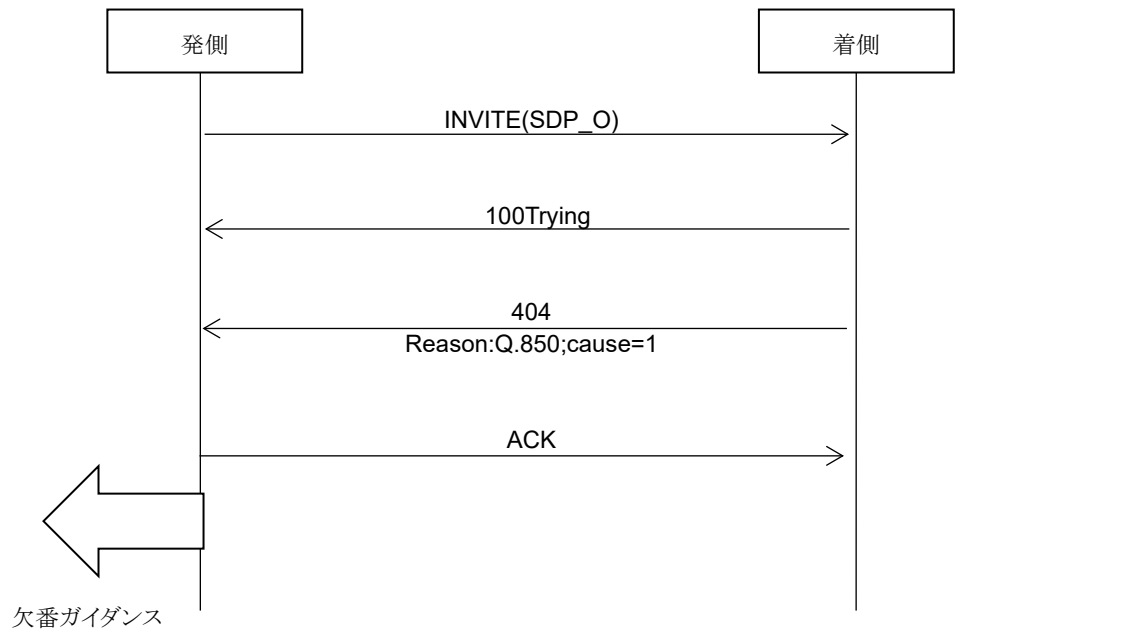 発側
着側
INVITE(SDP_O)
100Trying
404
Reason:Q.850;cause=1
ACK
欠番ガイダンス